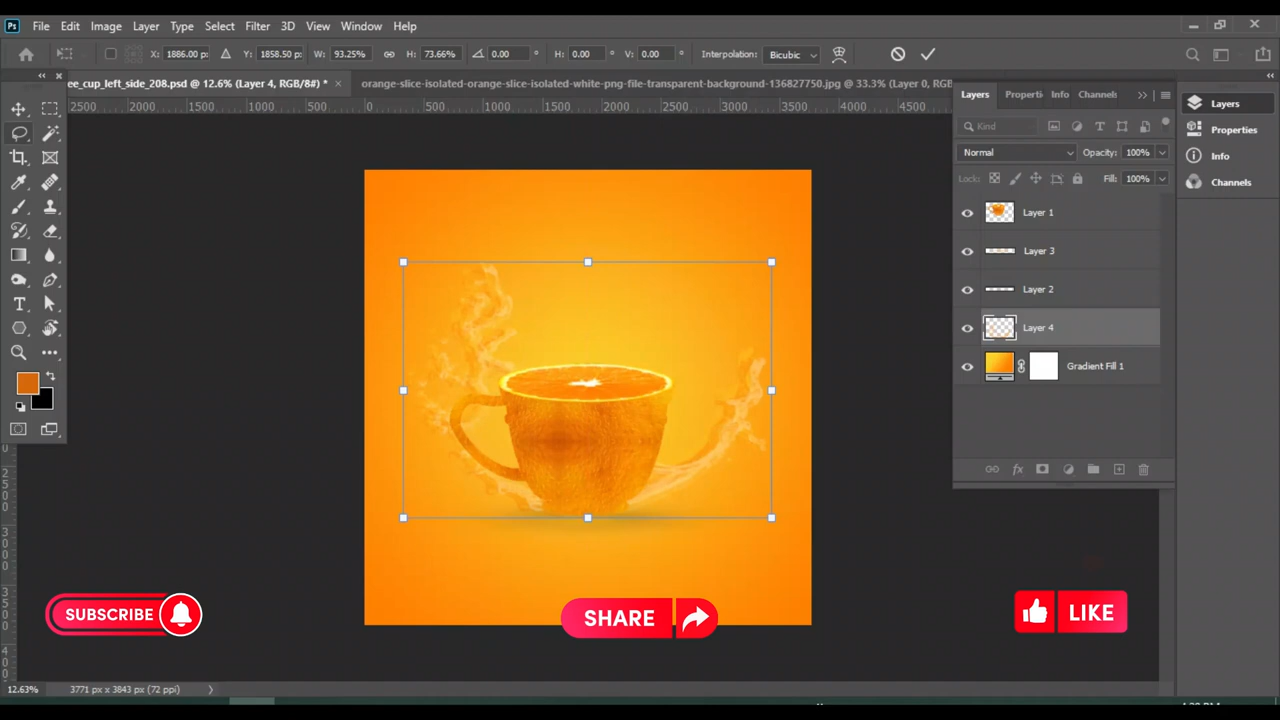 Ps File Edit Image Layer Type Select Filter 3D View Window Help
X: 1886.00 p: Y: 1858.50 p: W: 93.25% H: 73.66% 0.00 ° H: 0.00 ° V: 0.00 ° Interpolation: Bicubic
ee_cup_left_side_208.psd @ 12.6% (Layer 4, RGB/8#) * × orange-slice-isolated-orange-slice-isolated-white-png-file-transparent-background-136827750.jpg @ 33.3% (Layer 0, RGB
2500 2000 1500 1000 500 0 500 1000 1500 2000 2500 3000 3500 4000 4500
Layers Properti Info Channels
Kind
Normal Opacity: 100%
Lock: Fill: 100%
Layer 1
Layer 3
Layer 2
Layer 4
Gradient Fill 1
Layers
Properties
Info
Channels
SUBSCRIBE
SHARE
LIKE
12.63% 3771 px x 3843 px (72 ppi)